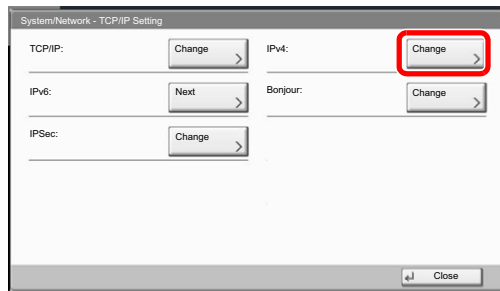 System/Network - TCP/IP Setting
TCP/IP: Change IPv4: Change
IPv6: Next Bonjour: Change
IPSec: Change
Close